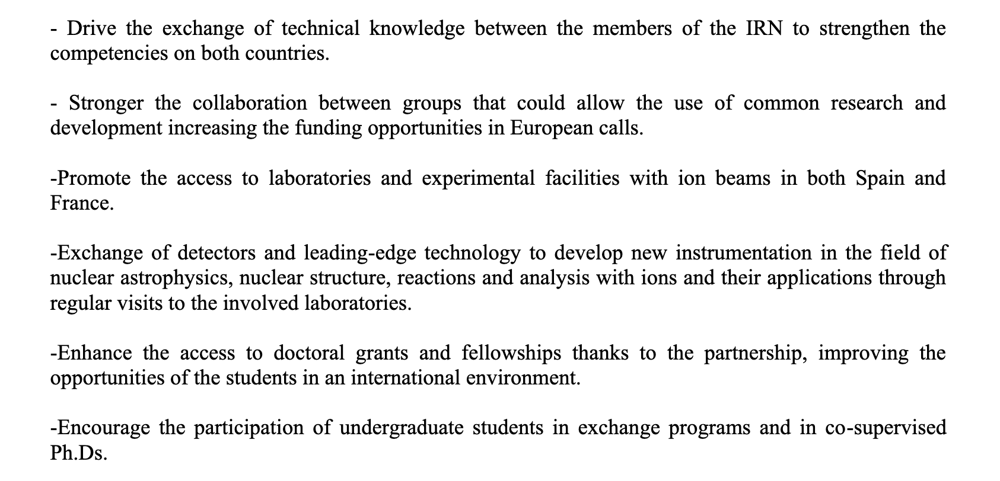 - Drive the exchange of technical knowledge between the members of the IRN to strengthen the
competencies on both countries.
- Stronger the collaboration between groups that could allow the use of common research and
development increasing the funding opportunities in European calls.
-Promote the access to laboratories and experimental facilities with ion beams in both Spain and
France.
-Exchange of detectors and leading-edge technology to develop new instrumentation in the field of
nuclear astrophysics, nuclear structure, reactions and analysis with ions and their applications through
regular visits to the involved laboratories.
-Enhance the access to doctoral grants and fellowships thanks to the partnership, improving the
opportunities of the students in an international environment.
-Encourage the participation of undergraduate students in exchange programs and in co-supervised
Ph.Ds.